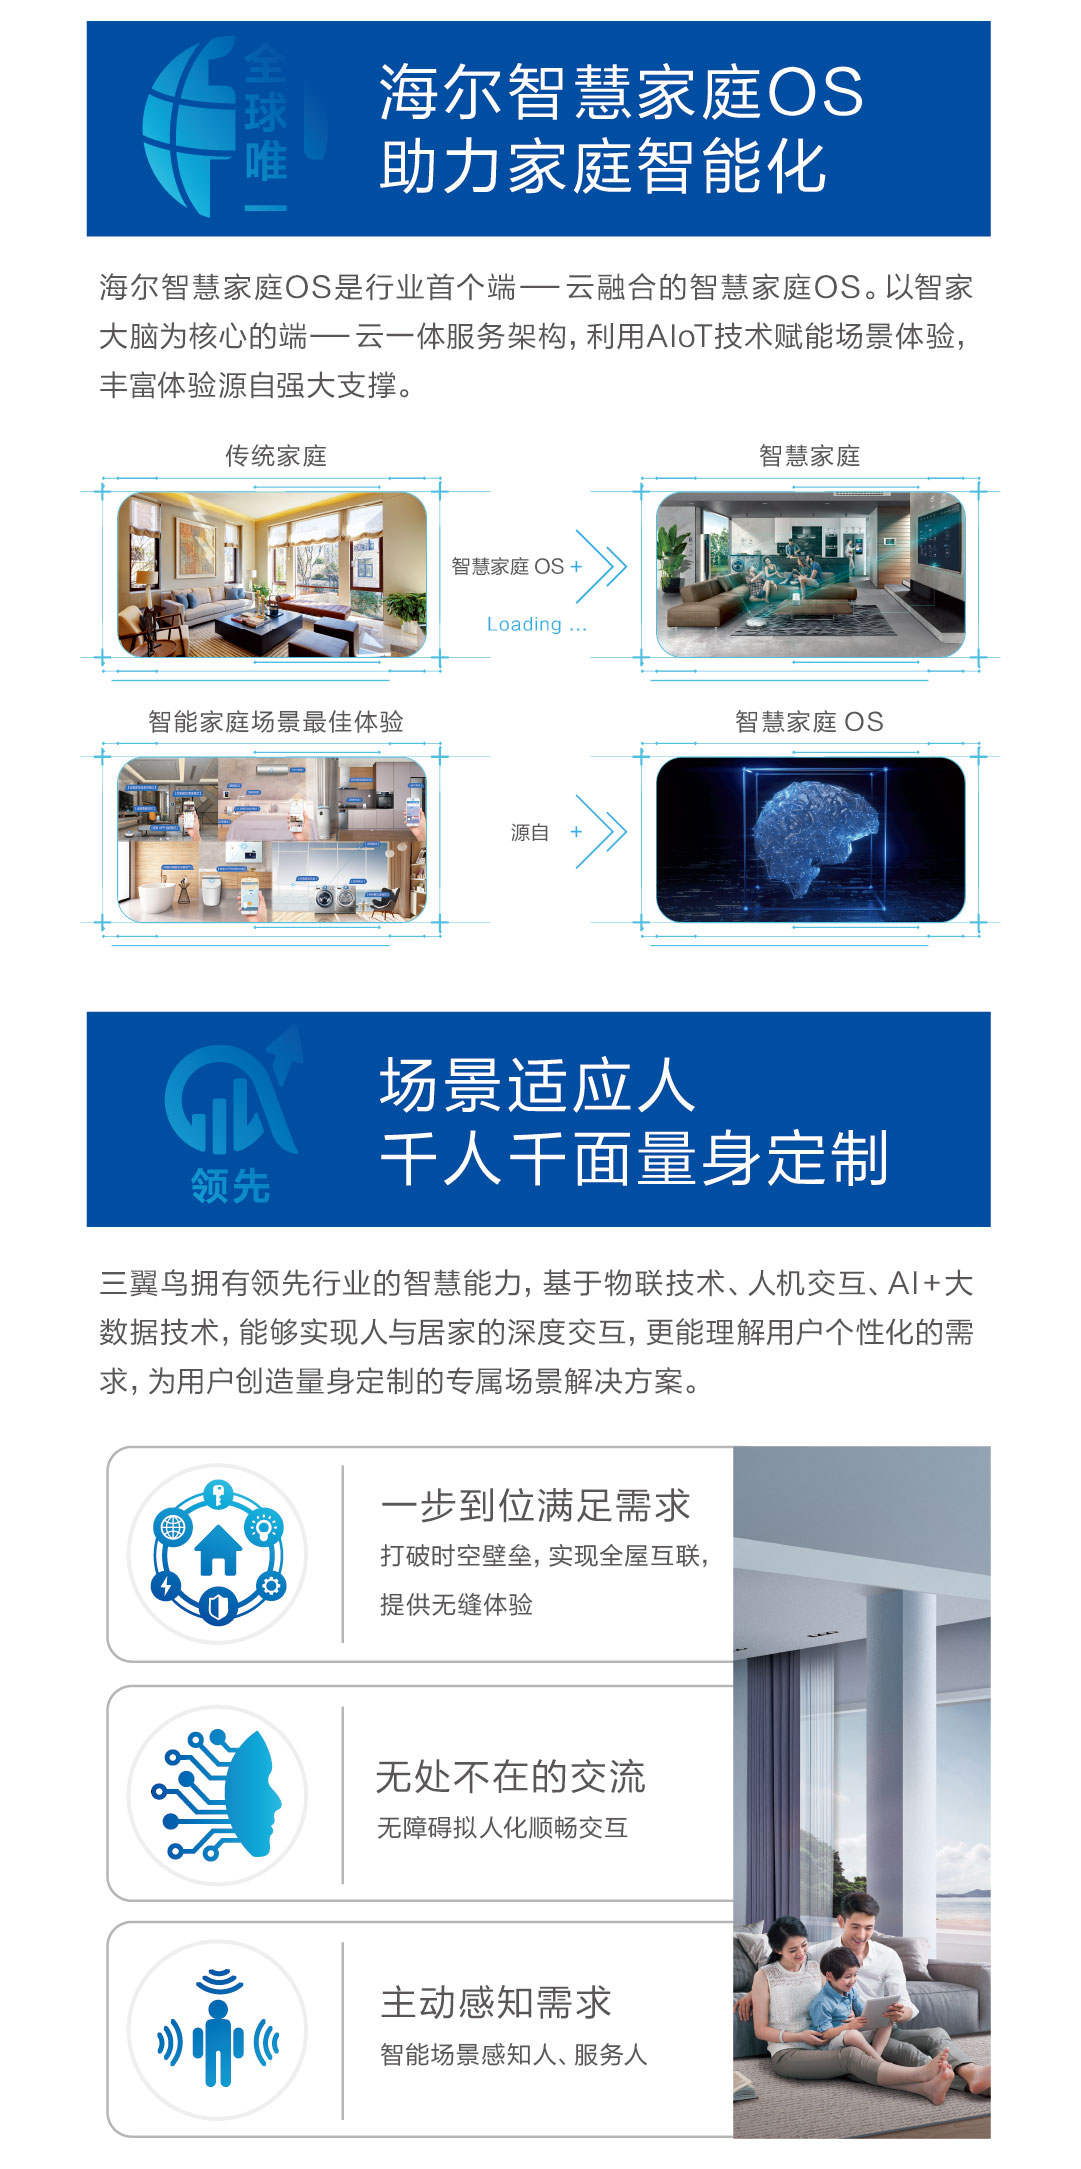 全球唯一
海尔智慧家庭OS
助力家庭智能化
海尔智慧家庭OS是行业首个端——云融合的智慧家庭OS。以智家
大脑为核心的端——云一体服务架构，利用AIoT技术赋能场景体验，
丰富体验源自强大支撑。
传统家庭
智慧家庭
智慧家庭 OS +
Loading ...
智能家庭场景最佳体验
智慧家庭 OS
源自 +
领先
场景适应人
千人千面量身定制
三翼鸟拥有领先行业的智慧能力，基于物联技术、人机交互、AI+大
数据技术，能够实现人与居家的深度交互，更能理解用户个性化的需
求，为用户创造量身定制的专属场景解决方案。
一步到位满足需求
打破时空壁垒，实现全屋互联，
提供无缝体验
无处不在的交流
无障碍拟人化顺畅交互
主动感知需求
智能场景感知人、服务人